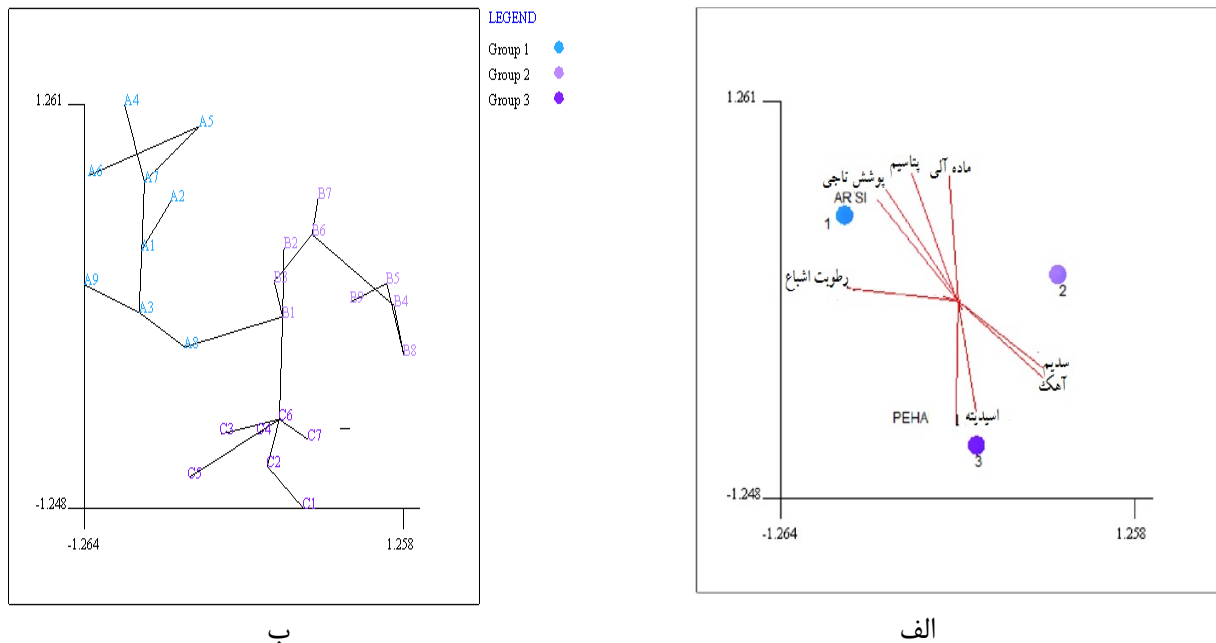 LEGEND
Group 1
Group 2
Group 3
1.261
A4
A5
A6
A7
A2
A1
A9
A3
A8
B7
B2
B6
B3
B5
B9
B4
B1
B8
C6
C3
C4
C7
C2
C5
C1
-1.248
-1.264
1.258
ب
1.261
ماده آلی
پتاسیم
پوشش تاجی
AR SI
1
رطوبت اشباع
2
سدیم
آهک
اسیدیته
PEHA
3
-1.248
-1.264
1.258
الف